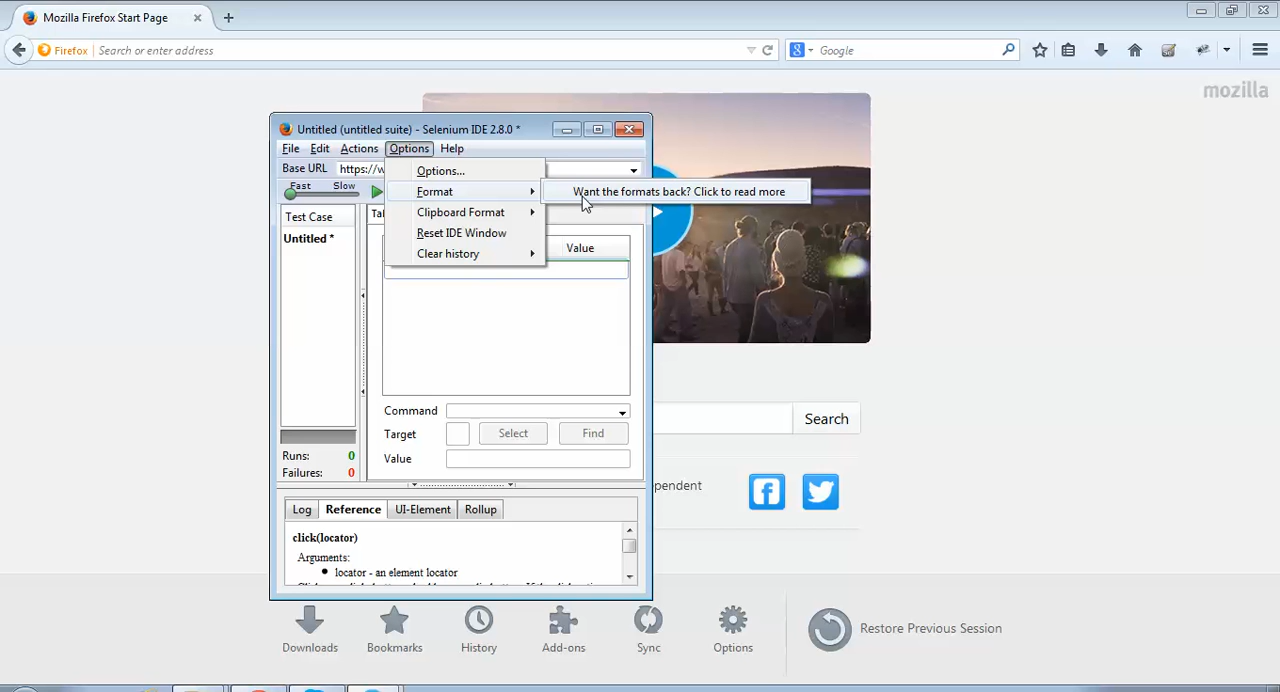 Mozilla Firefox Start Page
Firefox Search or enter address
Google
mozilla
Untitled (untitled suite) - Selenium IDE 2.8.0 *
File Edit Actions Options Help
Base URL https://w
Fast Slow
Options...
Format
Want the formats back? Click to read more
Clipboard Format
Reset IDE Window
Clear history
Test Case
Untitled *
Value
Command
Target Select Find
Value
Runs: 0
Failures: 0
Log Reference UI-Element Rollup
click(locator)
Arguments:
• locator - an element locator
Search
pendent
Downloads Bookmarks History Add-ons Sync Options
Restore Previous Session